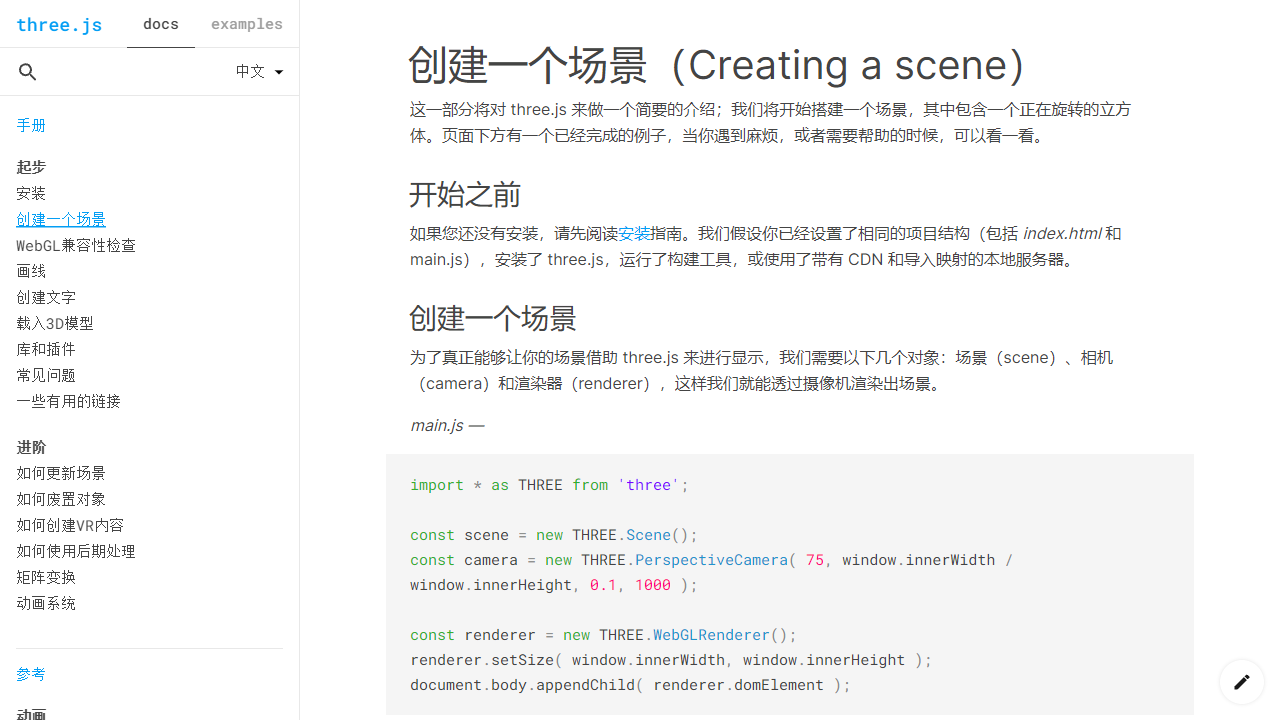 three.js
docs
examples
中文
手册
起步
安装
创建一个场景
WebGL兼容性检查
画线
创建文字
载入3D模型
库和插件
常见问题
一些有用的链接
进阶
如何更新场景
如何废置对象
如何创建VR内容
如何使用后期处理
矩阵变换
动画系统
参考
动画
创建一个场景（Creating a scene）
这一部分将对 three.js 来做一个简要的介绍；我们将开始搭建一个场景，其中包含一个正在旋转的立方
体。页面下方有一个已经完成的例子，当你遇到麻烦，或者需要帮助的时候，可以看一看。
开始之前
如果您还没有安装，请先阅读安装指南。我们假设你已经设置了相同的项目结构（包括 index.html 和
main.js），安装了 three.js，运行了构建工具，或使用了带有 CDN 和导入映射的本地服务器。
创建一个场景
为了真正能够让你的场景借助 three.js 来进行显示，我们需要以下几个对象：场景（scene）、相机
（camera）和渲染器（renderer），这样我们就能透过摄像机渲染出场景。
main.js —
import * as THREE from 'three';
const scene = new THREE.Scene();
const camera = new THREE.PerspectiveCamera( 75, window.innerWidth /
window.innerHeight, 0.1, 1000 );
const renderer = new THREE.WebGLRenderer();
renderer.setSize( window.innerWidth, window.innerHeight );
document.body.appendChild( renderer.domElement );